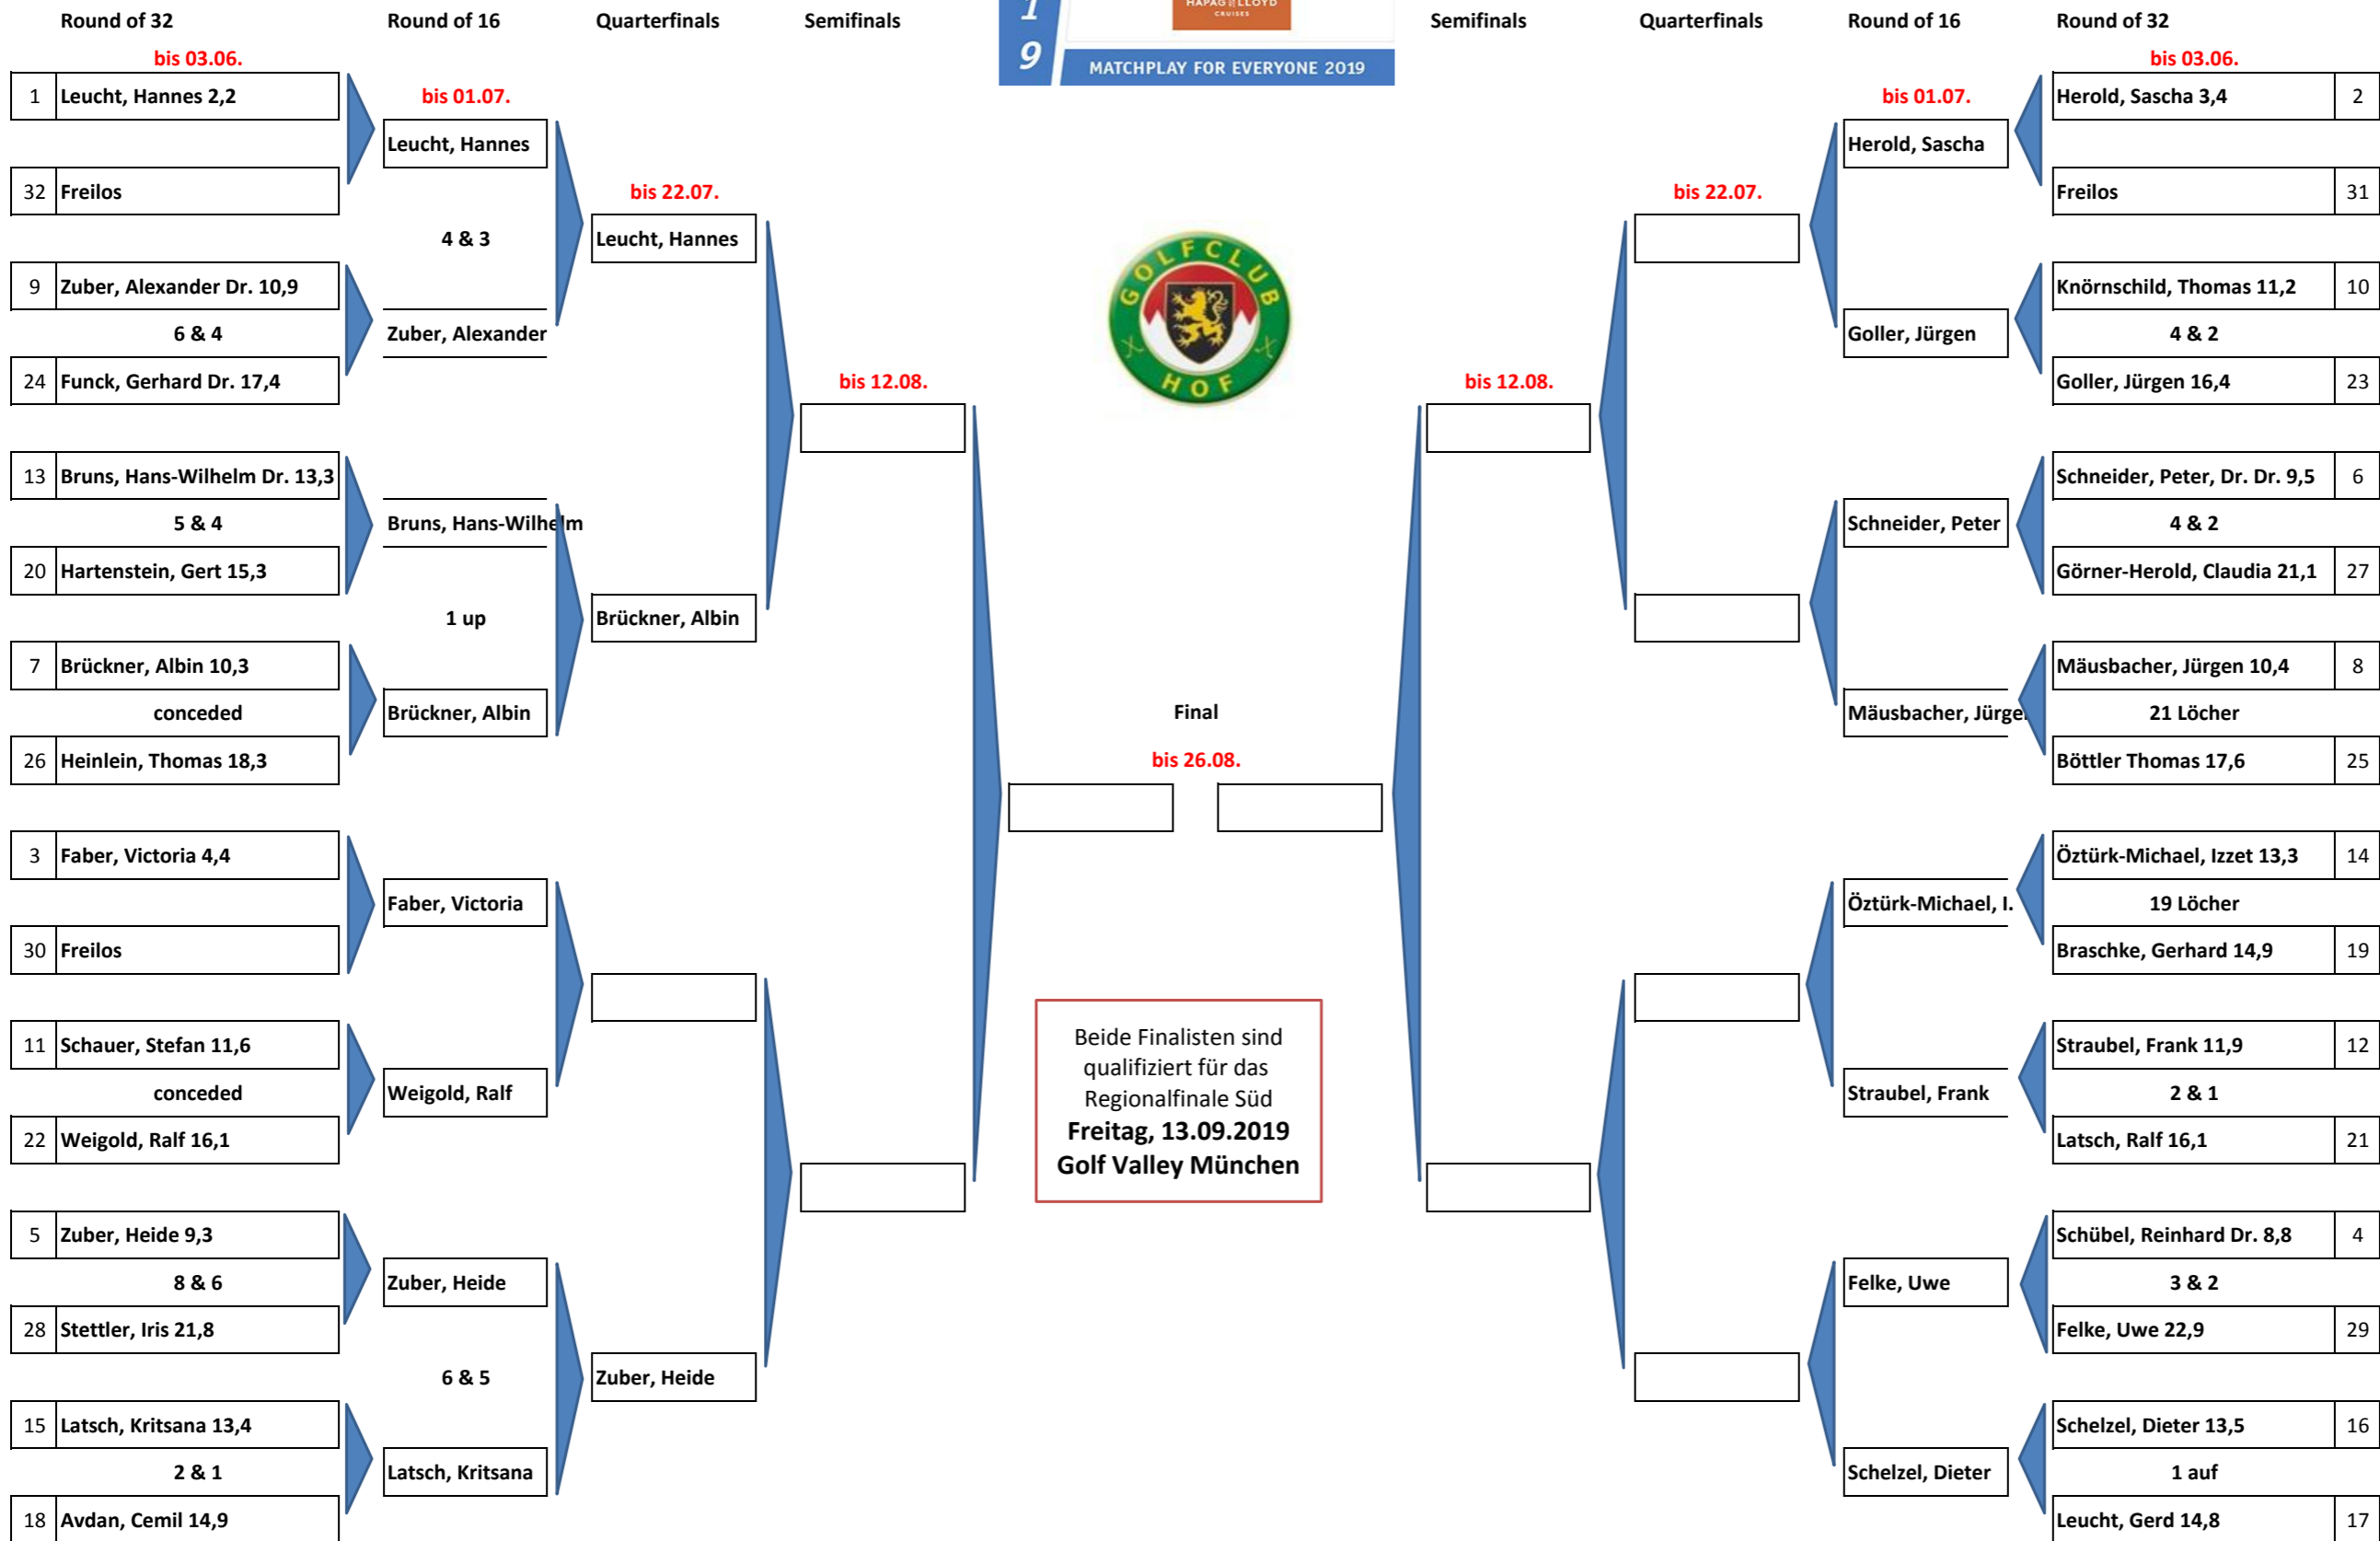 Round of 32 Round of 16 Quarterfinals Semifinals Semifinals Quarterfinals Round of 16 Round of 32
1
9
HAPAG LLOYD
CRUISES
MATCHPLAY FOR EVERYONE 2019
bis 03.06. bis 03.06.
1 Leucht, Hannes 2,2 bis 01.07. bis 01.07. Herold, Sascha 3,4 2
Leucht, Hannes Herold, Sascha
32 Freilos bis 22.07. bis 22.07. Freilos 31
4 & 3 Leucht, Hannes
GOLFCLUB
HOF
9 Zuber, Alexander Dr. 10,9 Knörnschild, Thomas 11,2 10
6 & 4 Zuber, Alexander Goller, Jürgen 4 & 2
24 Funck, Gerhard Dr. 17,4 bis 12.08. bis 12.08. Goller, Jürgen 16,4 23
13 Bruns, Hans-Wilhelm Dr. 13,3 Schneider, Peter, Dr. Dr. 9,5 6
5 & 4 Bruns, Hans-Wilhelm Schneider, Peter 4 & 2
20 Hartenstein, Gert 15,3 Görner-Herold, Claudia 21,1 27
1 up Brückner, Albin
7 Brückner, Albin 10,3 Mäusbacher, Jürgen 10,4 8
conceded Brückner, Albin Final Mäusbacher, Jürge 21 Löcher
26 Heinlein, Thomas 18,3 bis 26.08. Böttler Thomas 17,6 25
3 Faber, Victoria 4,4 Öztürk-Michael, Izzet 13,3 14
Faber, Victoria Öztürk-Michael, I. 19 Löcher
30 Freilos Braschke, Gerhard 14,9 19
Beide Finalisten sind
qualifiziert für das
Regionalfinale Süd
Freitag, 13.09.2019
Golf Valley München
11 Schauer, Stefan 11,6 Straubel, Frank 11,9 12
conceded Weigold, Ralf Straubel, Frank 2 & 1
22 Weigold, Ralf 16,1 Latsch, Ralf 16,1 21
5 Zuber, Heide 9,3 Schübel, Reinhard Dr. 8,8 4
8 & 6 Zuber, Heide Felke, Uwe 3 & 2
28 Stettler, Iris 21,8 Felke, Uwe 22,9 29
6 & 5 Zuber, Heide
15 Latsch, Kritsana 13,4 Schelzel, Dieter 13,5 16
2 & 1 Latsch, Kritsana Schelzel, Dieter 1 auf
18 Avdan, Cemil 14,9 Leucht, Gerd 14,8 17